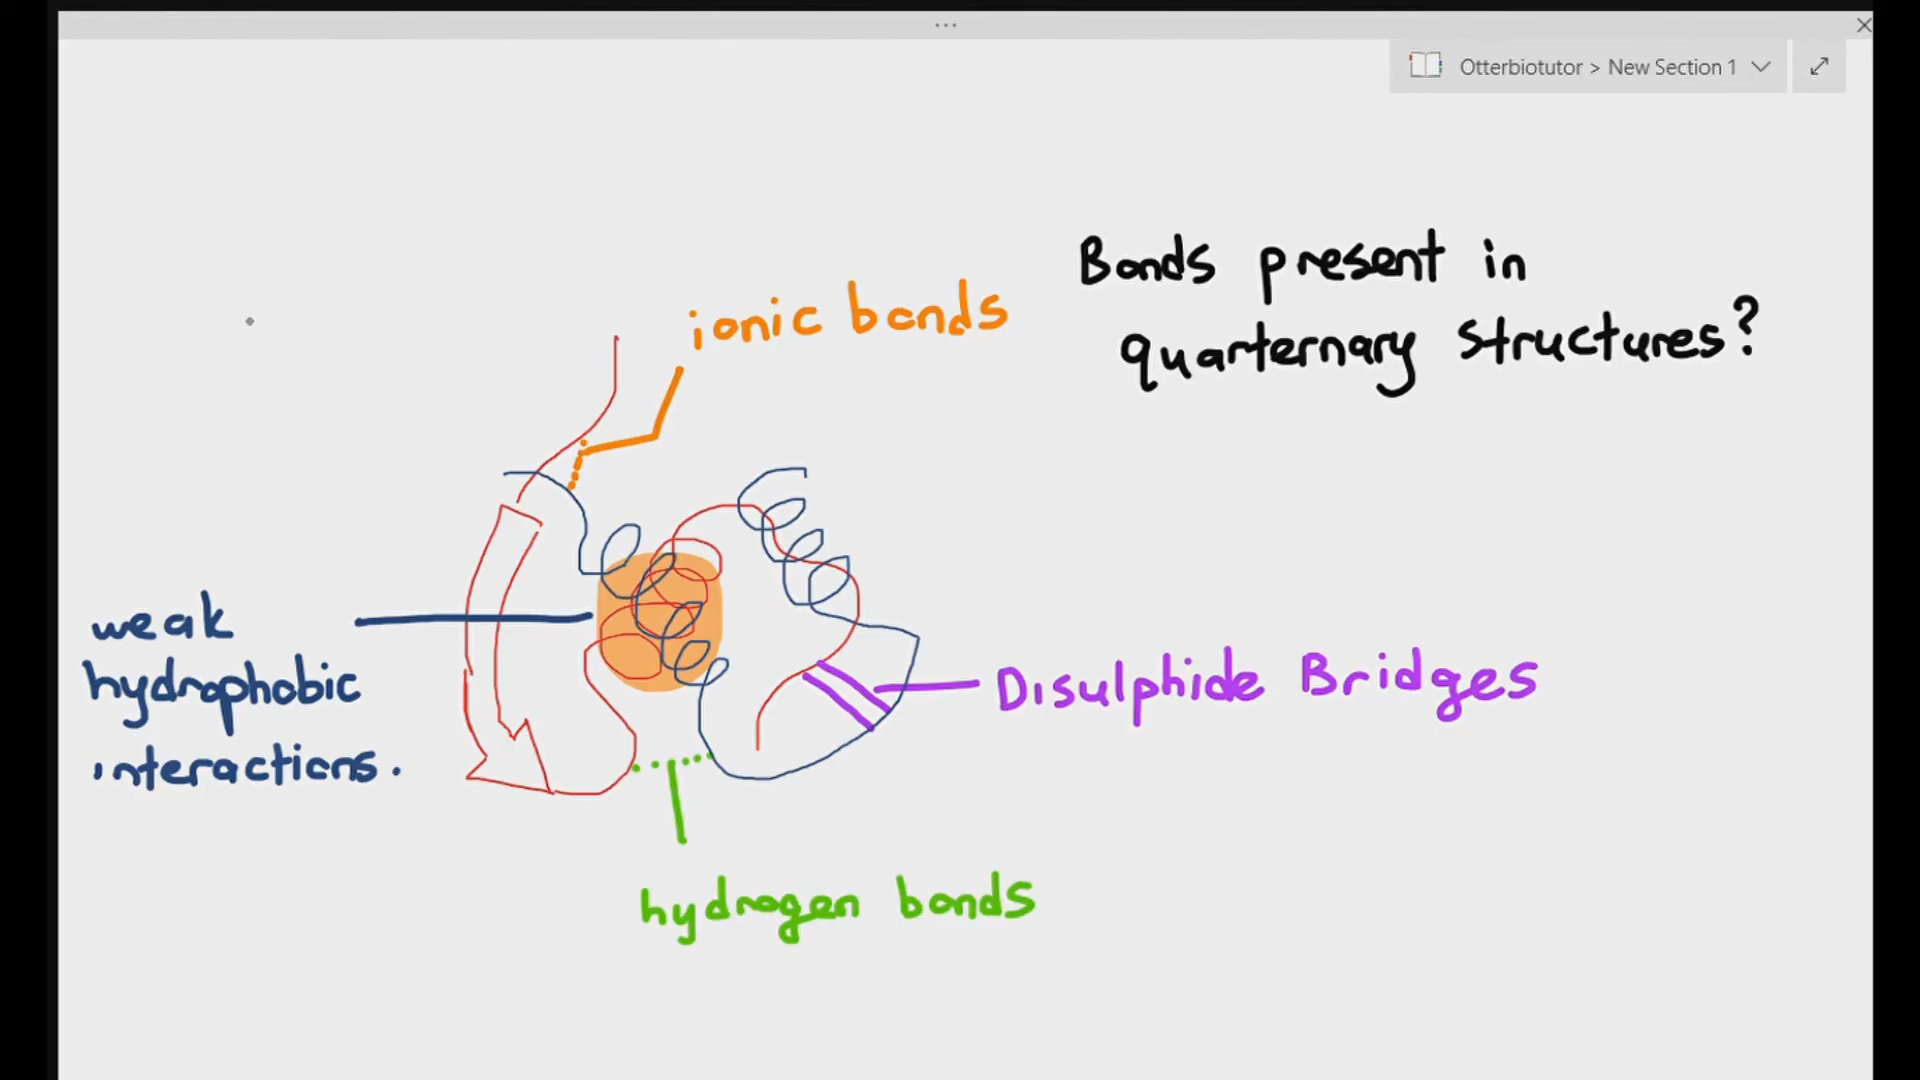 Otterbiotutor > New Section 1
Bonds present in
quarternary structures?
ionic bonds
weak
hydrophobic
interactions.
Disulphide Bridges
hydrogen bonds